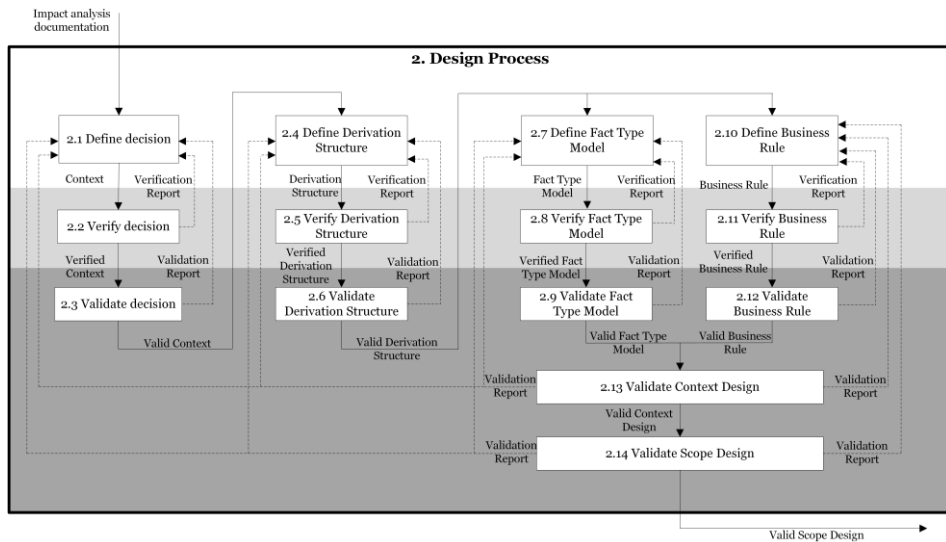 Impact analysis
documentation
2. Design Process
2.1 Define decision
2.4 Define Derivation
Structure
2.7 Define Fact Type
Model
2.10 Define Business
Rule
Context
Verification
Report
Derivation
Structure
Verification
Report
Fact Type
Model
Verification
Report
Business Rule
Verification
Report
2.2 Verify decision
2.5 Verify Derivation
Structure
2.8 Verify Fact Type
Model
2.11 Verify Business
Rule
Verified
Context
Validation
Report
Verified
Derivation
Structure
Validation
Report
Verified Fact
Type Model
Validation
Report
Verified
Business Rule
Validation
Report
2.3 Validate decision
2.6 Validate
Derivation Structure
2.9 Validate Fact
Type Model
2.12 Validate
Business Rule
Valid Context
Valid Derivation
Structure
Valid Fact Type
Model
Valid Business
Rule
Validation
Report
2.13 Validate Context Design
Validation
Report
Valid Context
Design
Validation
Report
2.14 Validate Scope Design
Validation
Report
Valid Scope Design